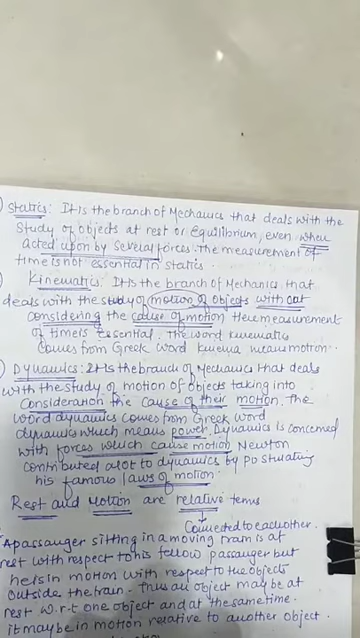 ) Statics: It is the branch of Mechanics that deals with the
study of objects at rest or equilibrium, even when
acted upon by several forces. The measurement of
time is not essential in statics.
) Kinematics: It is the branch of Mechanics that
deals with the study of motion of objects with out
considering the cause of motion Here measurement
of time is essential. The word kinematics
comes from Greek word kinema means motion.
) Dynamics: It is the branch of Mechanics that deals
with the study of motion of objects taking into
Consideration the cause of their motion. The
word dynamics comes from Greek word
dynamics which means power Dynamics is concerned
with forces which cause motion Newton
contributed a lot to dynamics by postulating
his famous laws of motion.
Rest and Motion are relative terms
Connected to each other.
A passanger sitting in a moving train is at
rest with respect to his fellow passanger but
he is in motion with respect to the objects
outside the train. Thus an object may be at
rest w.r.t one object and at the same time.
it may be in motion relative to another object.